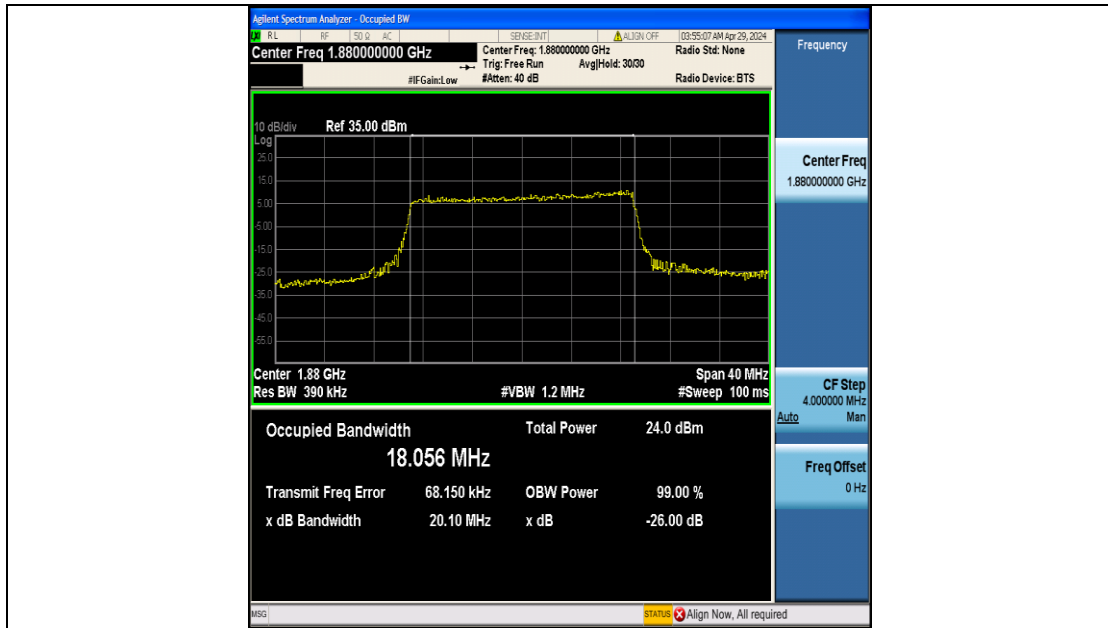 Agilent Spectrum Analyzer - Occupied BW
RL RF 50 Ω AC SENSE:INT ALIGN OFF 03:55:07 AM Apr 29, 2024
Center Freq 1.880000000 GHz
Center Freq: 1.880000000 GHz
Radio Std: None
Trig: Free Run Avg|Hold: 30/30
#IFGain:Low #Atten: 40 dB Radio Device: BTS
10 dB/div Ref 35.00 dBm
Log
25.0
15.0
5.00
-5.00
-15.0
-25.0
-35.0
-45.0
-55.0
Center 1.88 GHz Span 40 MHz
Res BW 390 kHz #VBW 1.2 MHz #Sweep 100 ms
Occupied Bandwidth Total Power 24.0 dBm
18.056 MHz
Transmit Freq Error 68.150 kHz OBW Power 99.00 %
x dB Bandwidth 20.10 MHz x dB -26.00 dB
MSG STATUS Align Now, All required
Frequency
Center Freq
1.880000000 GHz
CF Step
4.000000 MHz
Auto Man
Freq Offset
0 Hz